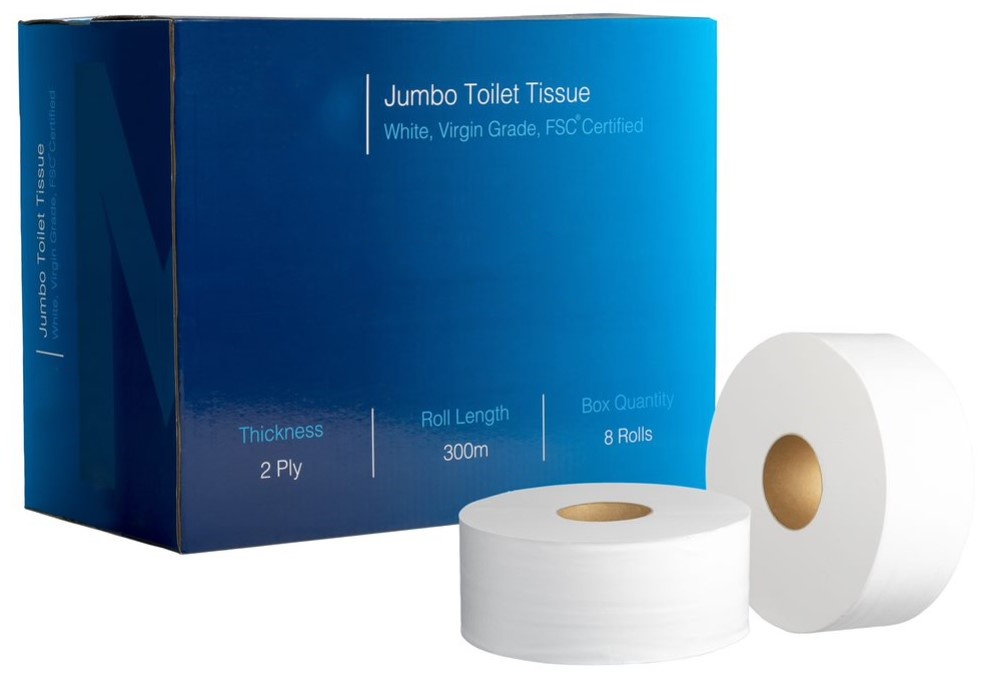 Jumbo Toilet Tissue
White, Virgin Grade, FSC® Certified
Jumbo Toilet Tissue
White, Virgin Grade, FSC® Certified
Thickness
2 Ply
Roll Length
300m
Box Quantity
8 Rolls